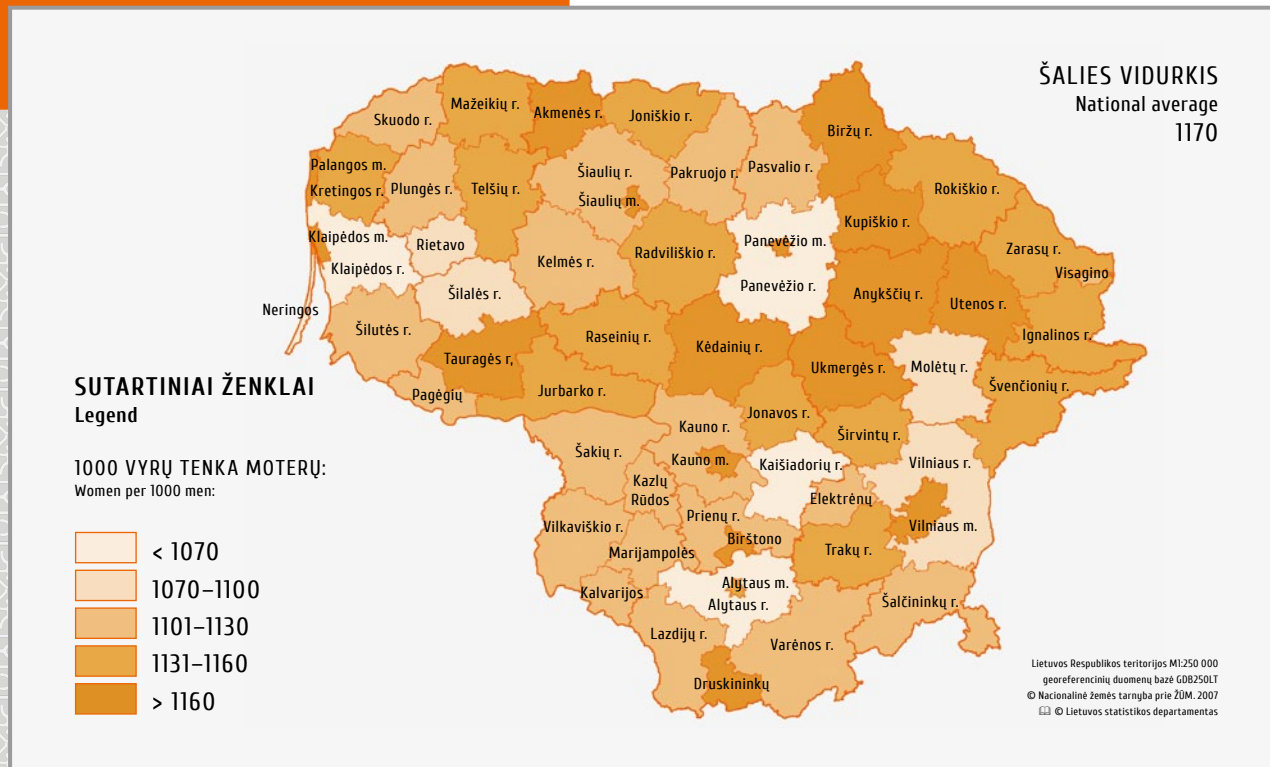 ŠALIES VIDURKIS
National average
1170
Mažeikių r.
Akmenės r.
Joniškio r.
Skuodo r.
Biržų r.
Palangos m.
Kretingos r.
Plungės r.
Telšių r.
Šiaulių r.
Šiaulių m.
Pakruojo r.
Pasvalio r.
Rokiškio r.
Kupiškio r.
Klaipėdos m.
Klaipėdos r.
Rietavo
Kelmės r.
Radviliškio r.
Panevėžio m.
Panevėžio r.
Zarasų r.
Visagino
Anykščių r.
Utenos r.
Ignalinos r.
Neringos
Šilalės r.
Šilutės r.
Tauragės r,
Raseinių r.
Kėdainių r.
Ukmergės r.
Molėtų r.
Švenčionių r.
Pagėgių
Jurbarko r.
Jonavos r.
Širvintų r.
Kauno r.
Kauno m.
Šakių r.
Kazlų
Rūdos
Kaišiadorių r.
Elektrėnų
Vilniaus r.
Vilniaus m.
Vilkaviškio r.
Prienų r.
Birštono
Marijampolės
Trakų r.
Kalvarijos
Alytaus m.
Alytaus r.
Šalčininkų r.
Lazdijų r.
Varėnos r.
Druskininkų
SUTARTINIAI ŽENKLAI
Legend
1000 VYRŲ TENKA MOTERŲ:
Women per 1000 men:
< 1070
1070–1100
1101–1130
1131–1160
> 1160
Lietuvos Respublikos teritorijos M1:250 000
georeferencinių duomenų bazė GDB250LT
© Nacionalinė žemės tarnyba prie ŽŪM. 2007
© Lietuvos statistikos departamentas